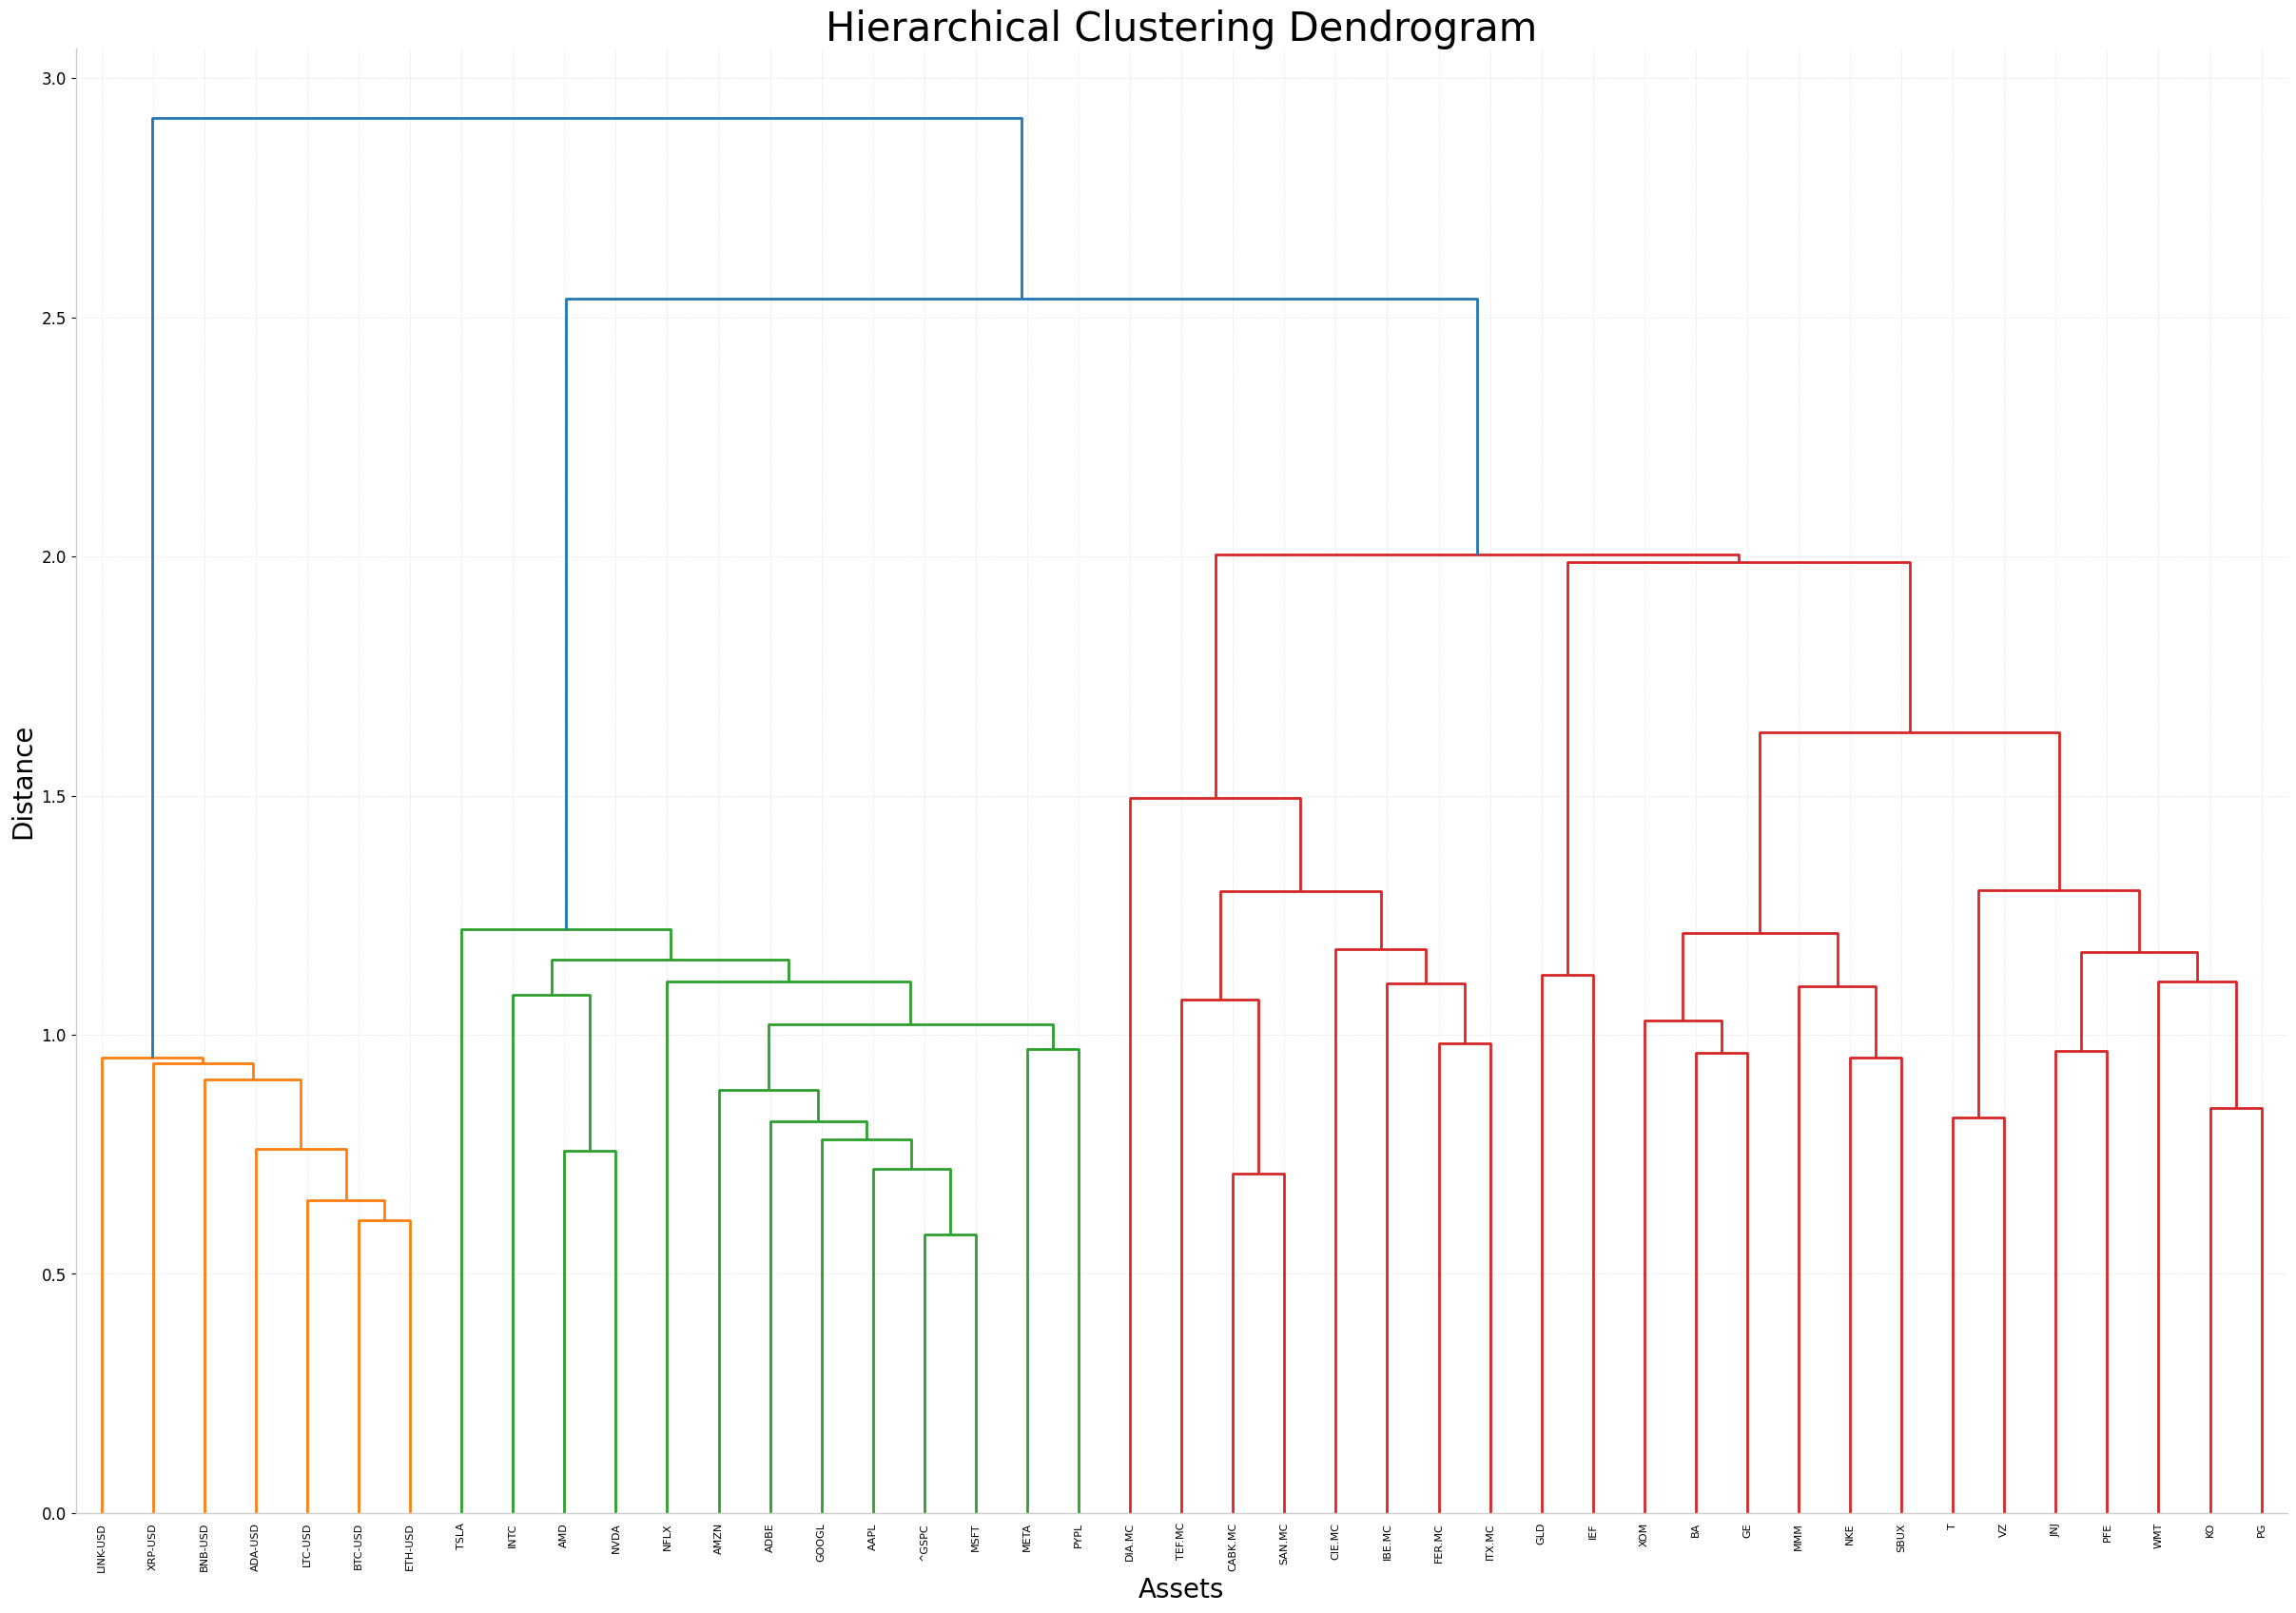 Hierarchical Clustering Dendrogram
3.0
2.5
2.0
1.5
1.0
0.5
0.0
Distance
LINK-USD
XRP-USD
BNB-USD
ADA-USD
LTC-USD
BTC-USD
ETH-USD
TSLA
INTC
AMD
NVDA
NFLX
AMZN
ADBE
GOOGL
AAPL
^GSPC
MSFT
META
PYPL
DIA.MC
TEF.MC
CABK.MC
SAN.MC
CIE.MC
IBE.MC
FER.MC
ITX.MC
GLD
IEF
XOM
BA
GE
MMM
NKE
SBUX
T
VZ
JNJ
PFE
WMT
KO
PG
Assets